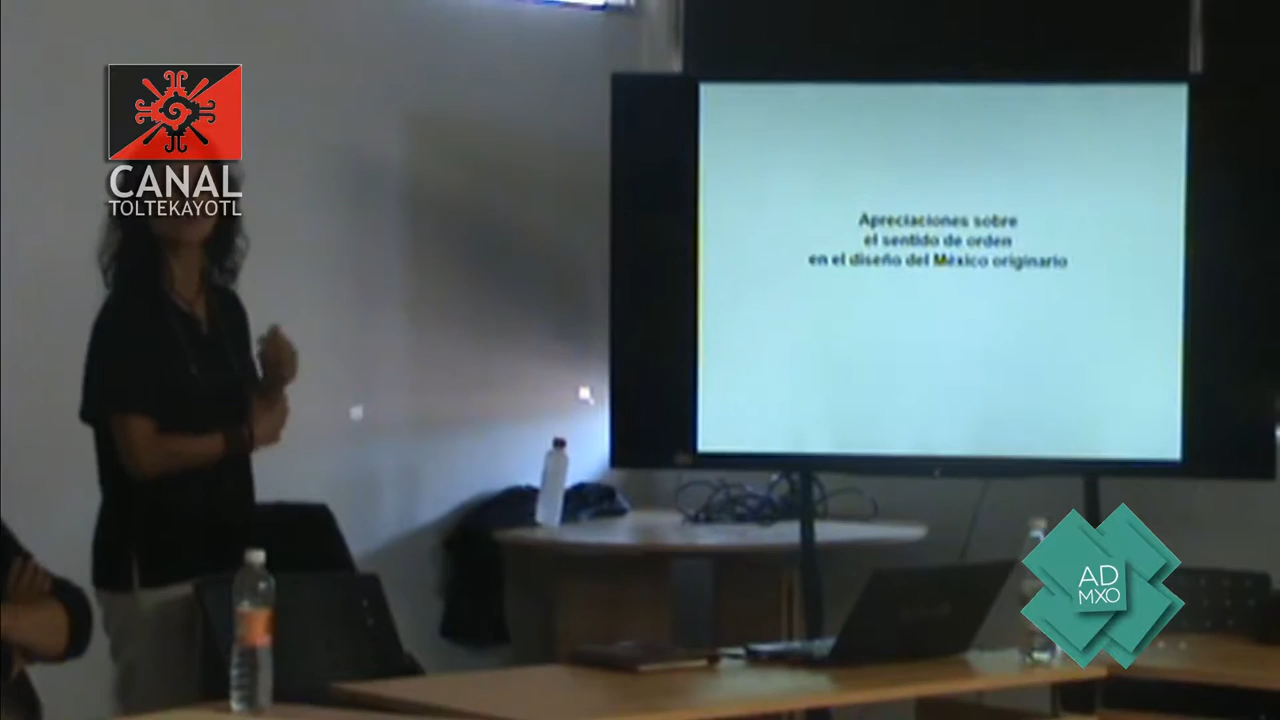 CANAL
TOLTEKAYOTL
Apreciaciones sobre
el sentido de orden
en el diseño del México originario
AD
MXO